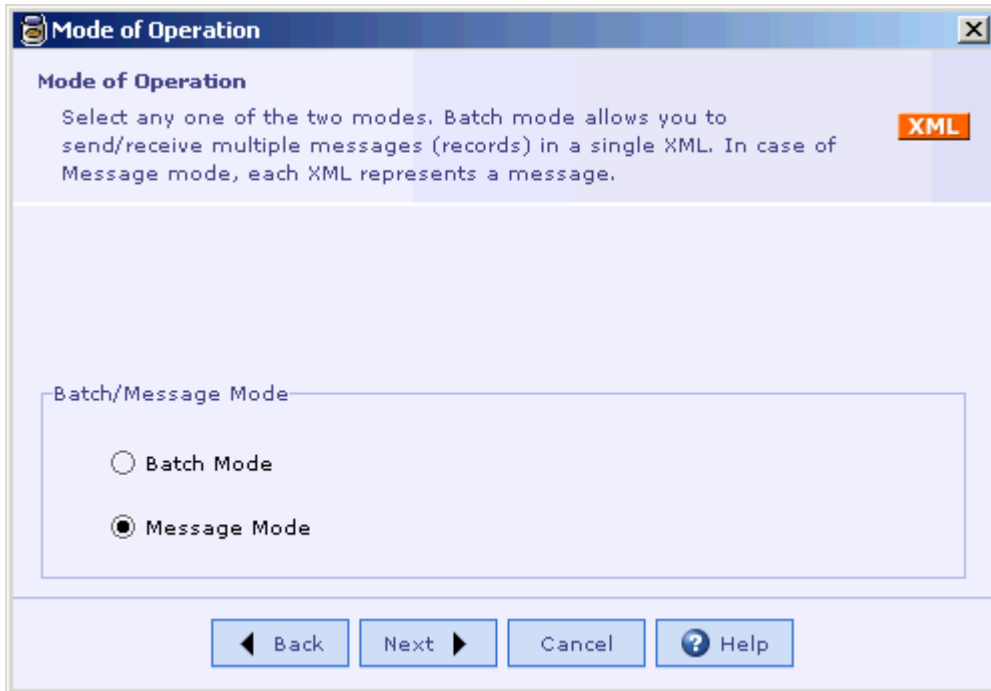 Mode of Operation
Mode of Operation
Select any one of the two modes. Batch mode allows you to
send/receive multiple messages (records) in a single XML. In case of
Message mode, each XML represents a message.
XML
Batch/Message Mode
Batch Mode
Message Mode
Back Next Cancel ? Help